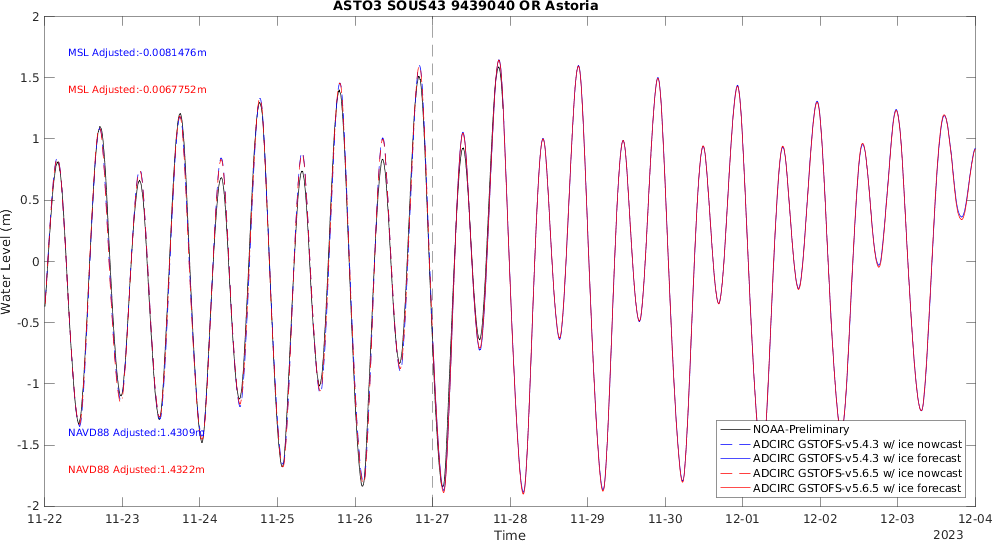 ASTO3 SOUS43 9439040 OR Astoria
2
1.5
1
0.5
0
-0.5
-1
-1.5
-2
Water Level (m)
MSL Adjusted:-0.0081476m
MSL Adjusted:-0.0067752m
NAVD88 Adjusted:1.4309m
NAVD88 Adjusted:1.4322m
NOAA-Preliminary
ADCIRC GSTOFS-v5.4.3 w/ ice nowcast
ADCIRC GSTOFS-v5.4.3 w/ ice forecast
ADCIRC GSTOFS-v5.6.5 w/ ice nowcast
ADCIRC GSTOFS-v5.6.5 w/ ice forecast
11-22 11-23 11-24 11-25 11-26 11-27 11-28 11-29 11-30 12-01 12-02 12-03 12-04
Time
2023